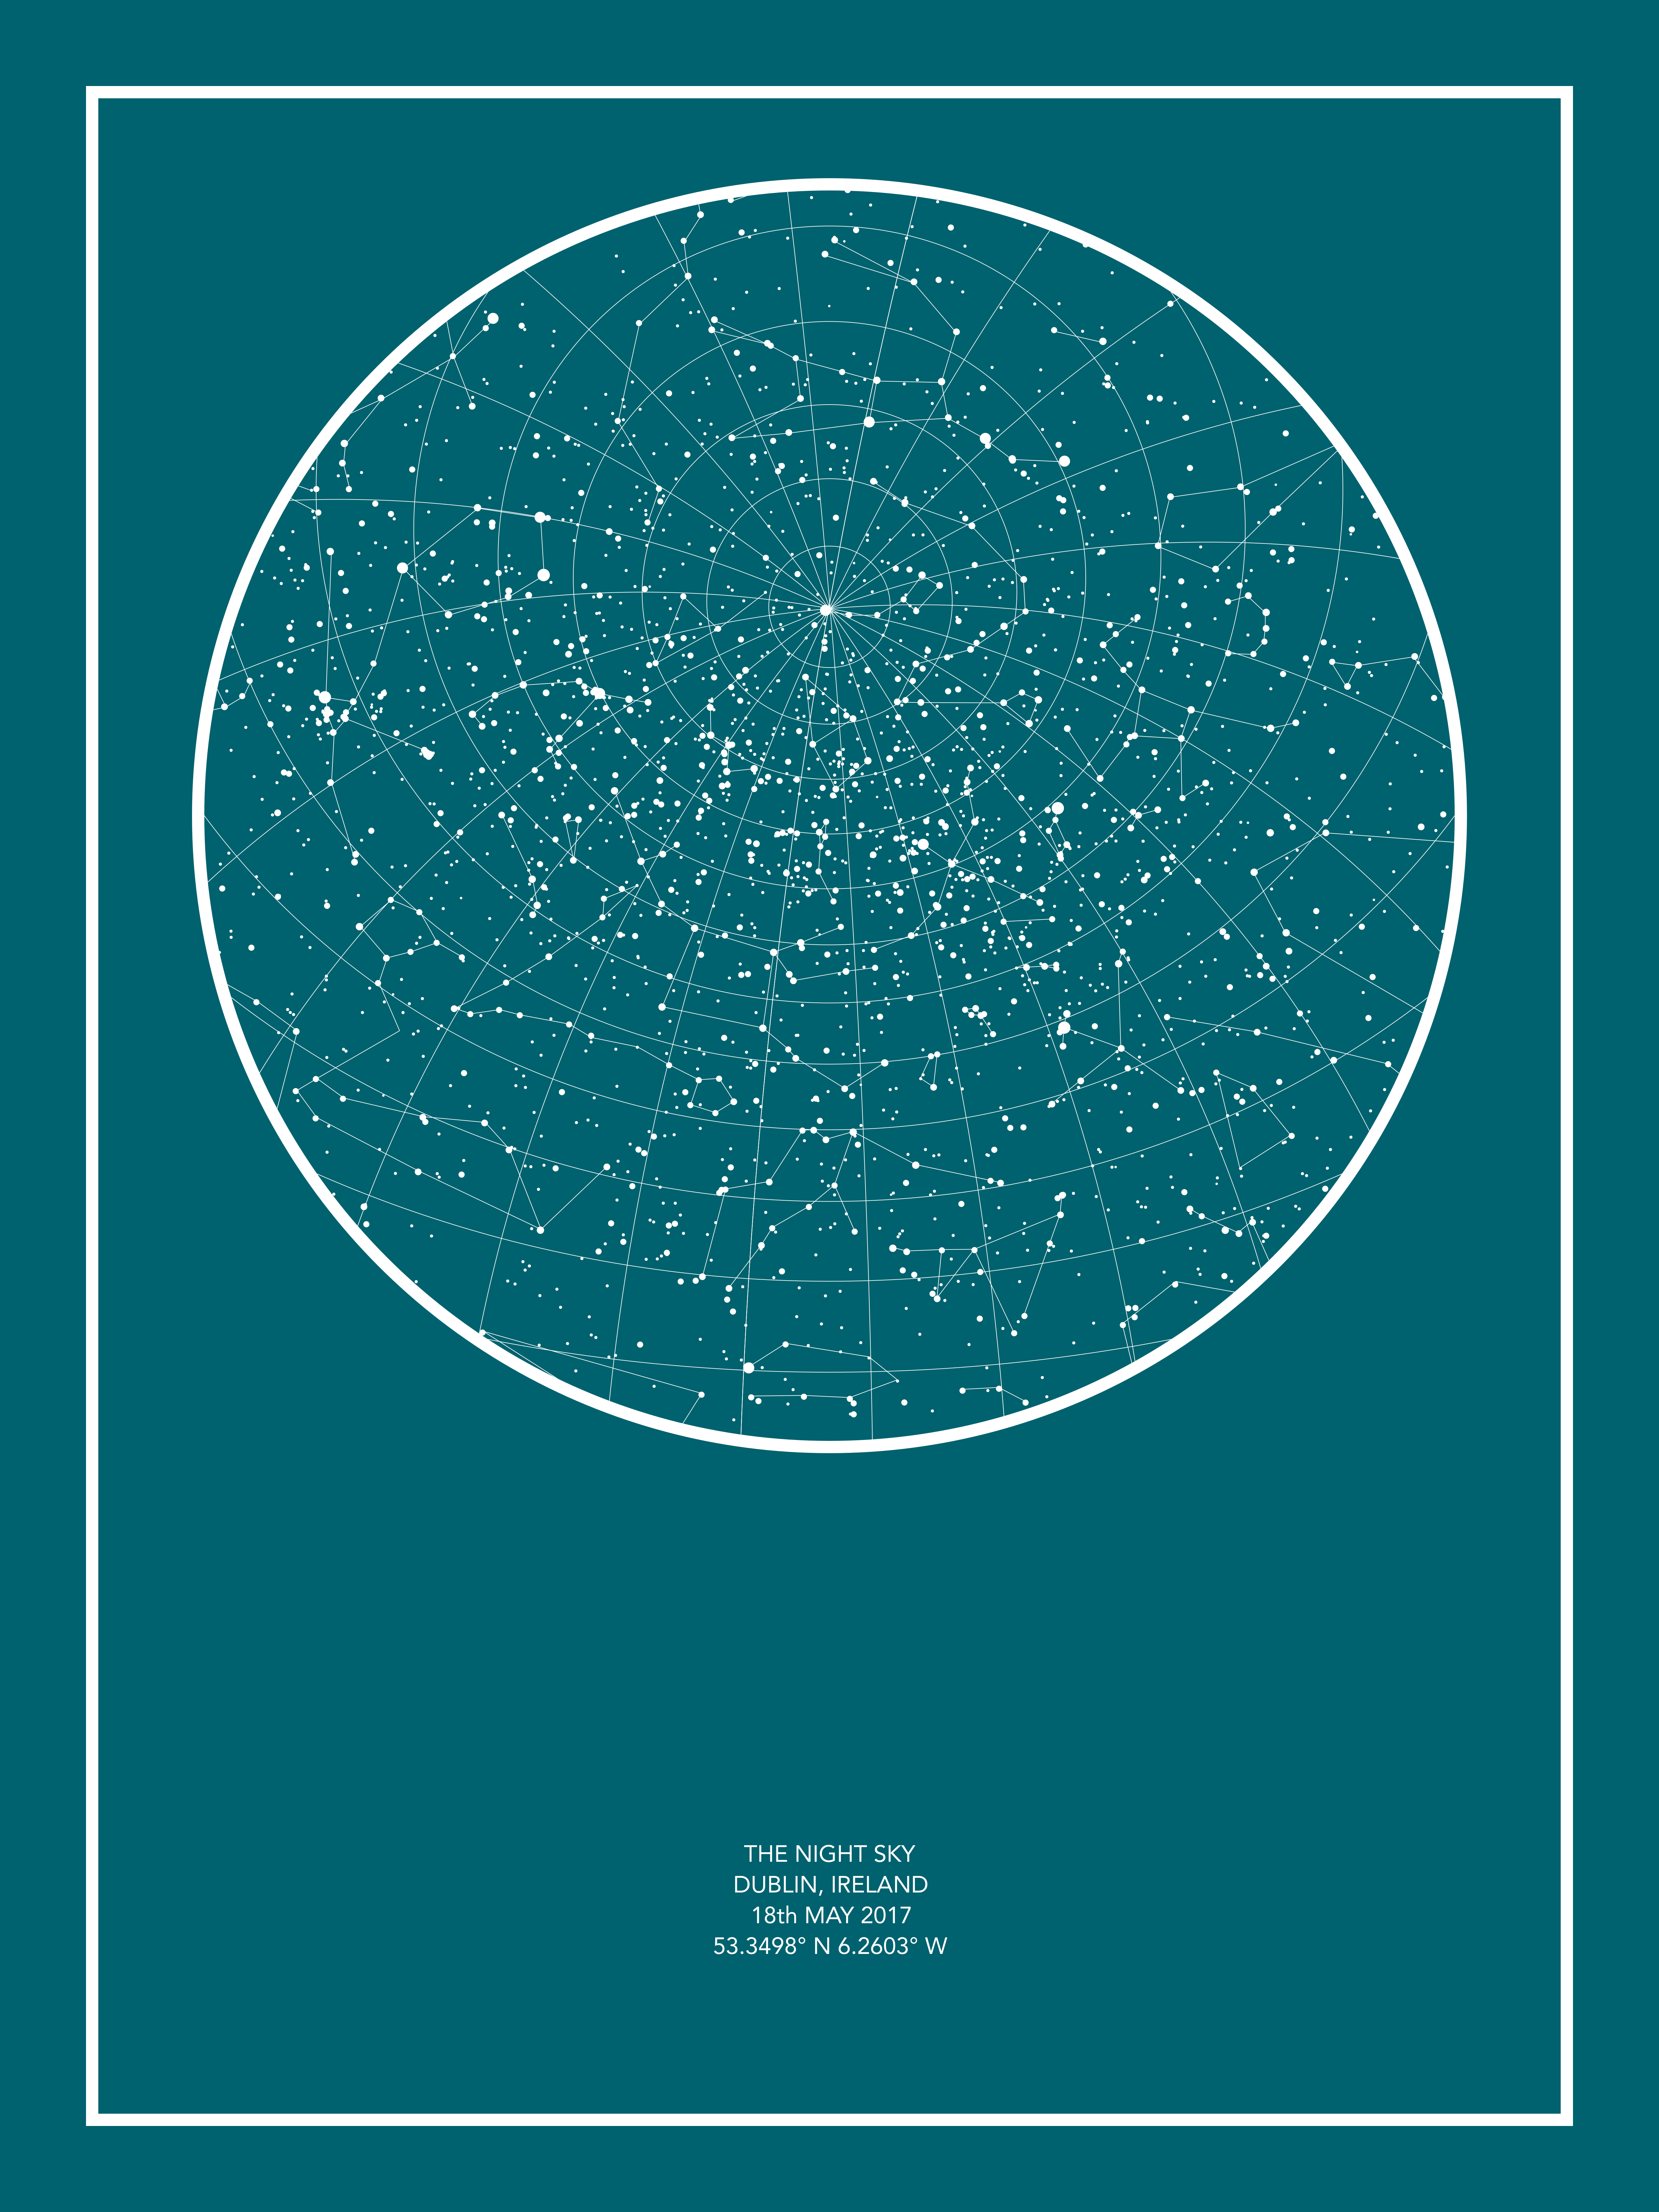 THE NIGHT SKY
DUBLIN, IRELAND
18th MAY 2017
53.3498° N 6.2603° W